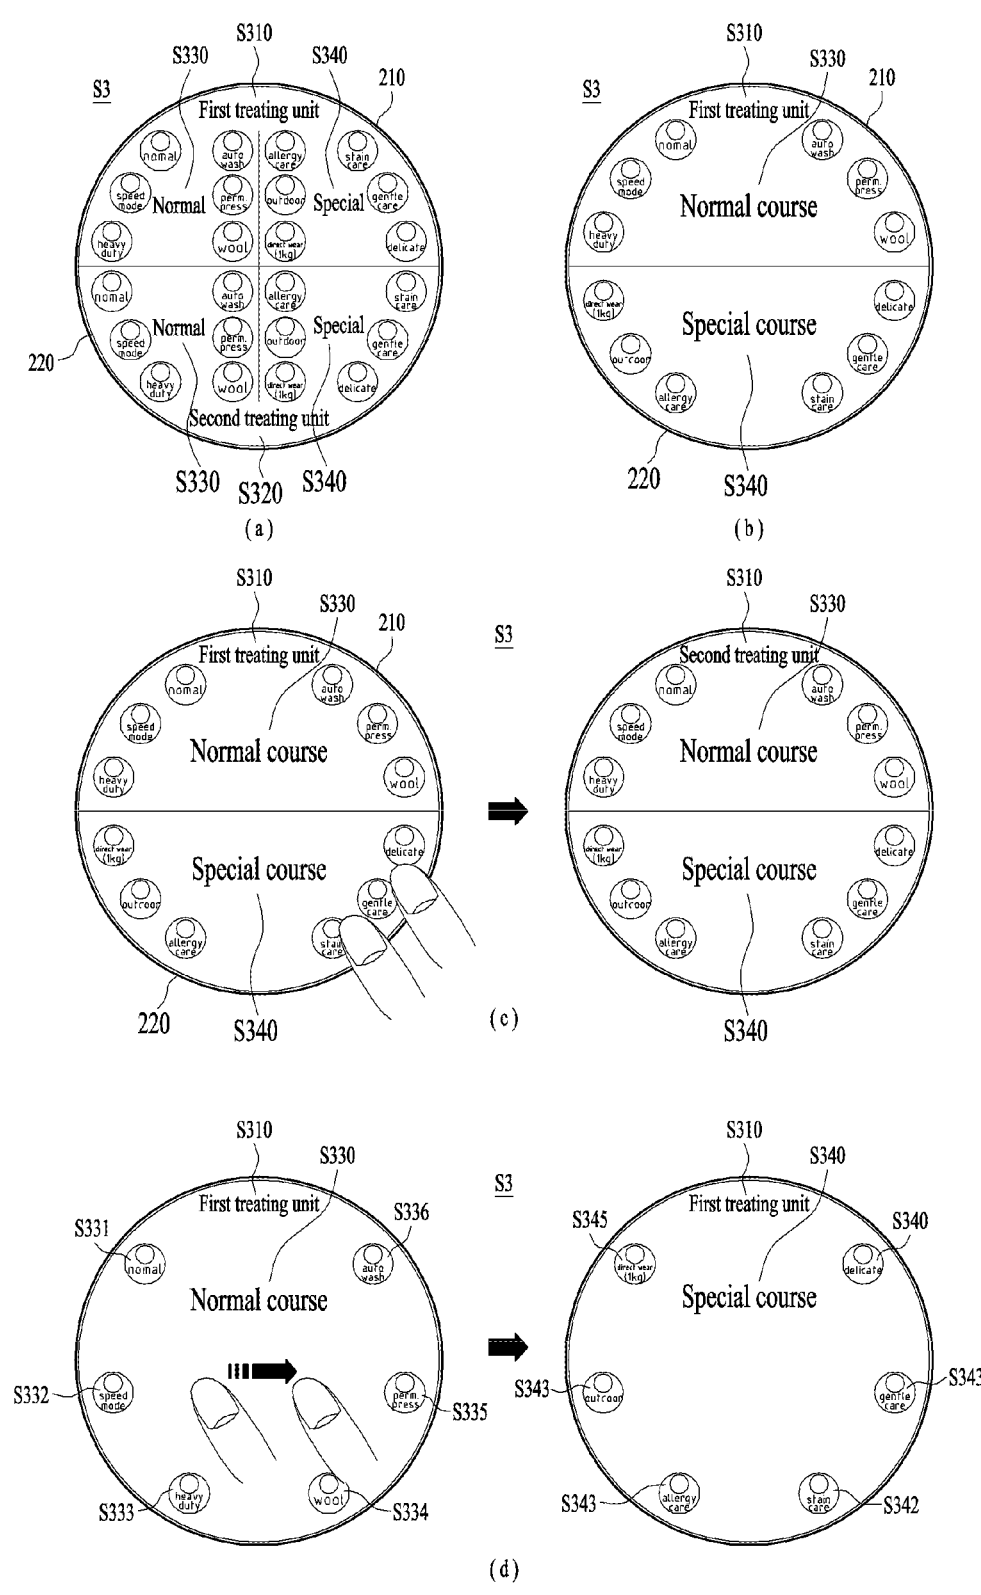 S310
S330
S340
S3
210
First treating unit
normal
auto
wash
allergy
care
stain
care
speed
mode
Normal
perm.
press
outdoor
Special
gentle
care
heavy
duty
wool
direct wear
(1kg)
delicate
normal
auto
wash
allergy
care
stain
care
speed
mode
Normal
perm.
press
outdoor
Special
gentle
care
220
heavy
duty
wool
direct wear
(1kg)
delicate
Second treating unit
S330
S320
S340
(a)
S310
S330
S3
210
First treating unit
normal
auto
wash
speed
mode
perm.
press
Normal course
heavy
duty
wool
direct wear
(1kg)
delicate
Special course
outdoor
gentle
care
allergy
care
stain
care
220
S340
(b)
S310
S330
210
First treating unit
normal
auto
wash
speed
mode
perm.
press
Normal course
heavy
duty
wool
direct wear
(1kg)
delicate
Special course
outdoor
gentle
care
allergy
care
stain
care
220
S340
S3
S310
S330
Second treating unit
normal
auto
wash
speed
mode
perm.
press
Normal course
heavy
duty
wool
direct wear
(1kg)
delicate
Special course
outdoor
gentle
care
allergy
care
stain
care
S340
(c)
S310
S330
First treating unit
S331
S336
normal
auto
wash
Normal course
S332
speed
mode
perm.
press
S335
S333
heavy
duty
wool
S334
S3
S310
S340
First treating unit
S345
S340
direct wear
(1kg)
delicate
Special course
S343
outdoor
gentle
care
S343
S343
allergy
care
stain
care
S342
(d)